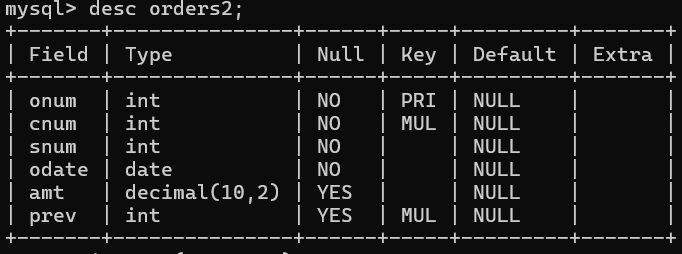 mysql> desc orders2;
+--------+---------------+------+-----+---------+-------+
| Field | Type | Null | Key | Default | Extra |
+--------+---------------+------+-----+---------+-------+
| onum | int | NO | PRI | NULL | |
| cnum | int | NO | MUL | NULL | |
| snum | int | NO | | NULL | |
| odate | date | NO | | NULL | |
| amt | decimal(10,2) | YES | | NULL | |
| prev | int | YES | MUL | NULL | |
+--------+---------------+------+-----+---------+-------+